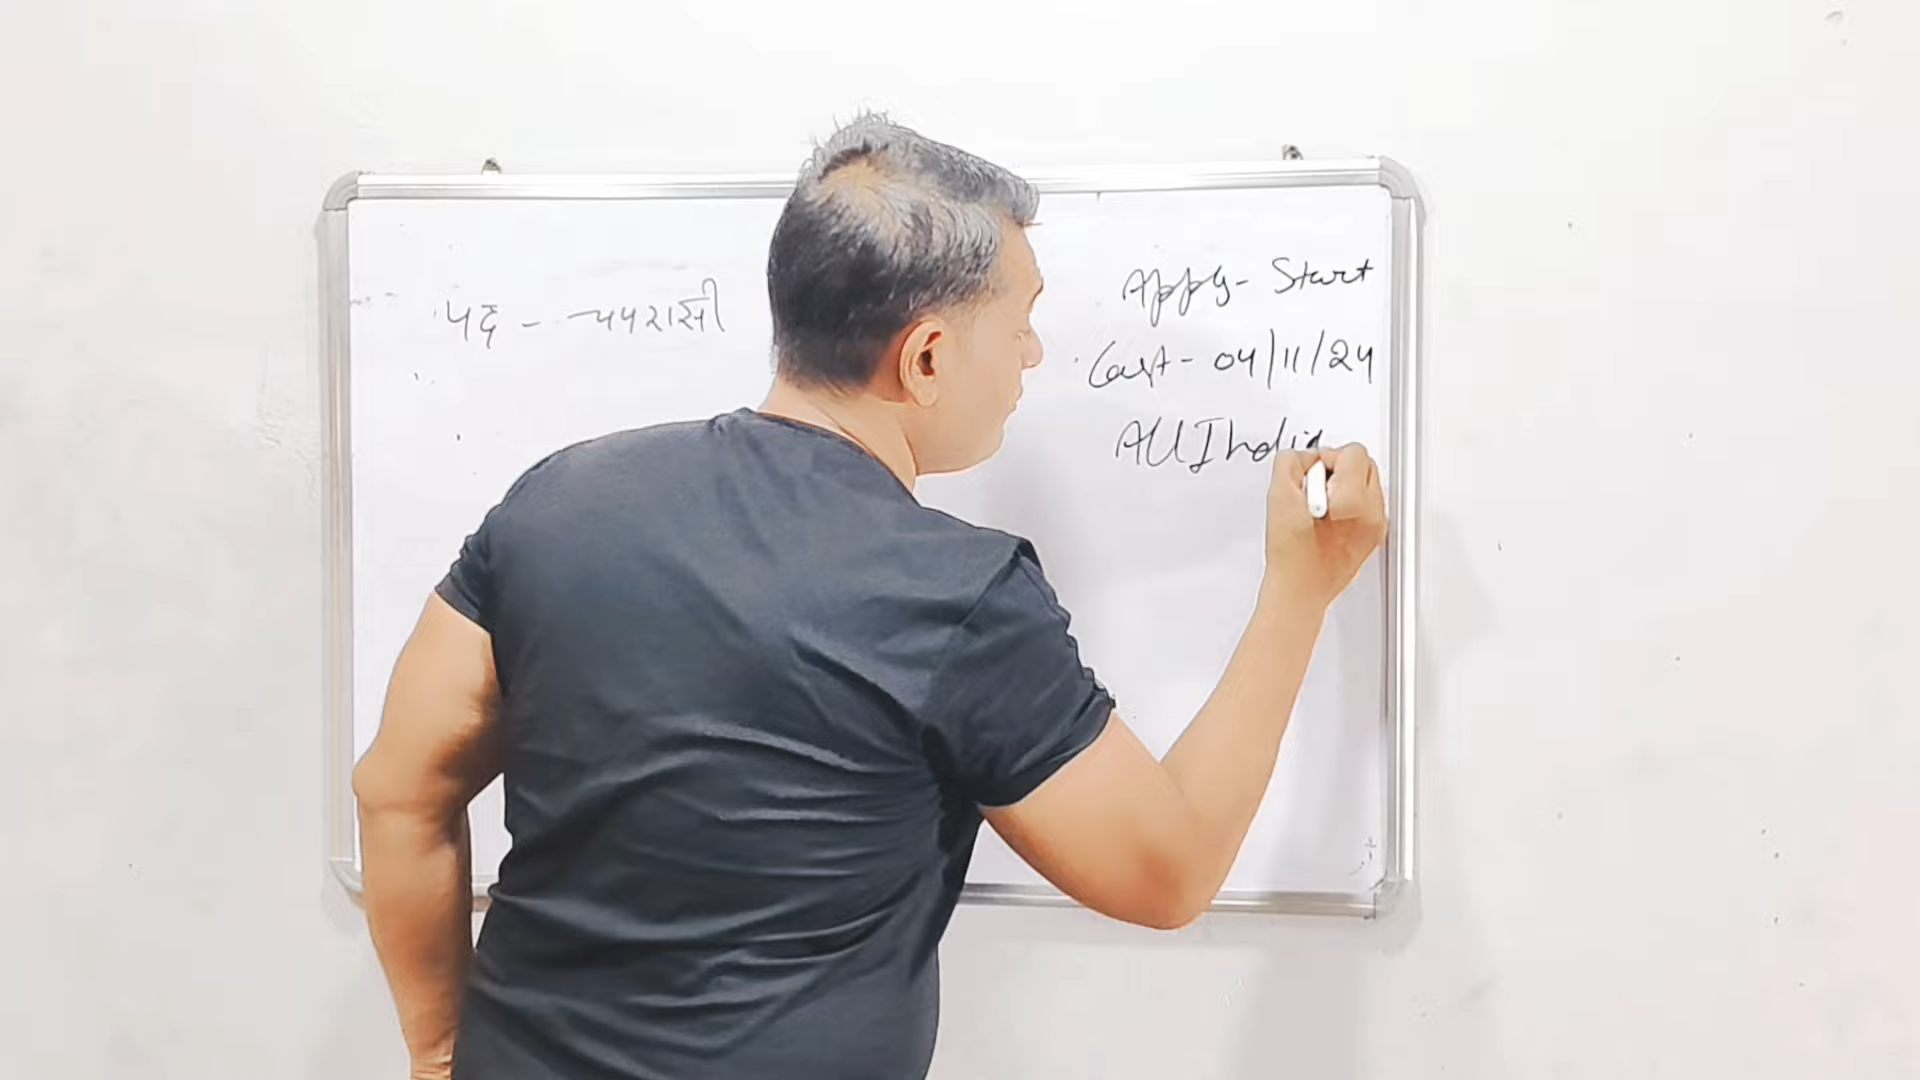 पद - चपरासी
Apply- Start
Last - 04/11/24
All India